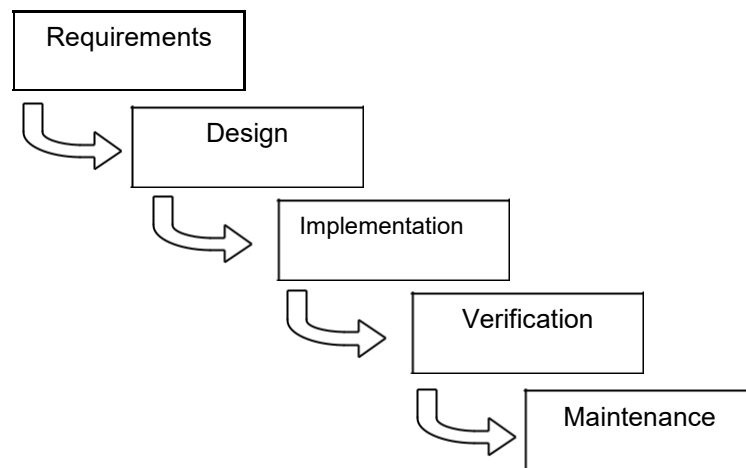 Requirements
Design
Implementation
Verification
Maintenance